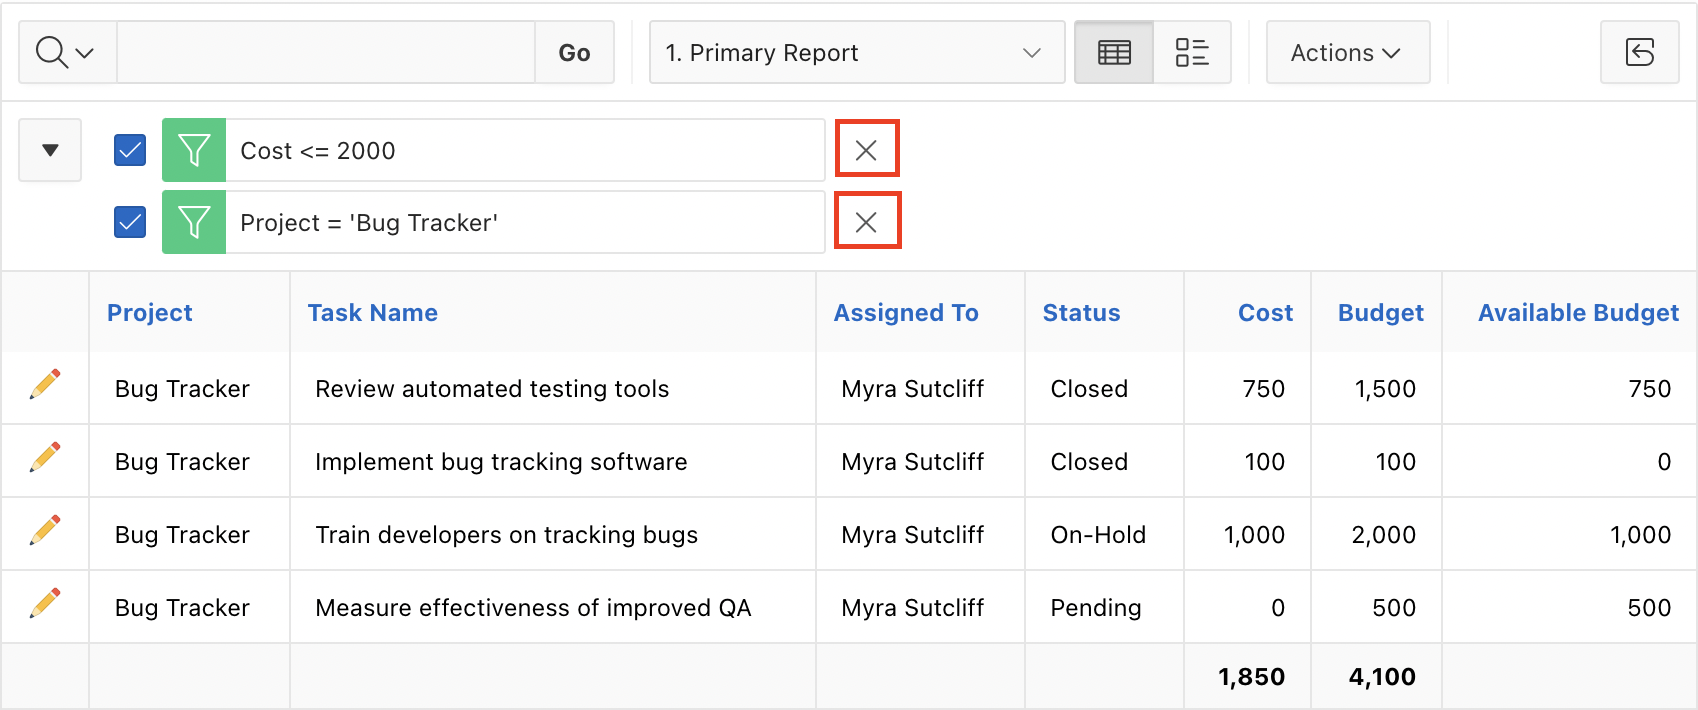 Go 1. Primary Report Actions
Cost <= 2000
Project = 'Bug Tracker'
Project Task Name Assigned To Status Cost Budget Available Budget
Bug Tracker Review automated testing tools Myra Sutcliff Closed 750 1,500 750
Bug Tracker Implement bug tracking software Myra Sutcliff Closed 100 100 0
Bug Tracker Train developers on tracking bugs Myra Sutcliff On-Hold 1,000 2,000 1,000
Bug Tracker Measure effectiveness of improved QA Myra Sutcliff Pending 0 500 500
1,850 4,100